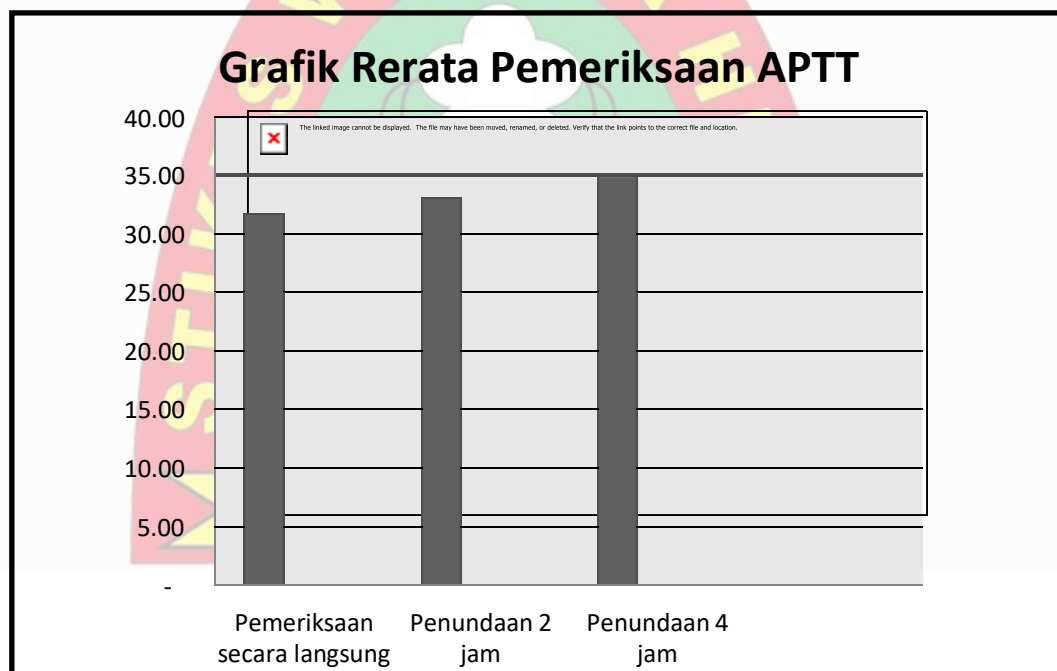 Grafik Rerata Pemeriksaan APTT
40.00
The linked image cannot be displayed. The file may have been moved, renamed, or deleted. Verify that the link points to the correct file and location.
35.00
30.00
25.00
20.00
15.00
10.00
5.00
-
Pemeriksaan
secara langsung
Penundaan 2
jam
Penundaan 4
jam